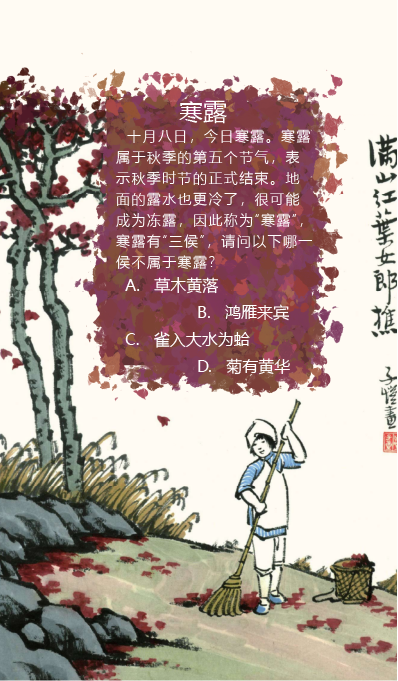 寒露
十月八日，今日寒露。寒露
属于秋季的第五个节气，表
示秋季时节的正式结束。地
面的露水也更冷了，很可能
成为冻露，因此称为“寒露”，
寒露有“三侯”，请问以下哪一
侯不属于寒露?
A. 草木黄落
B. 鸿雁来宾
C. 雀入大水为蛤
D. 菊有黄华
满山红葉女郎樵
子愷畫